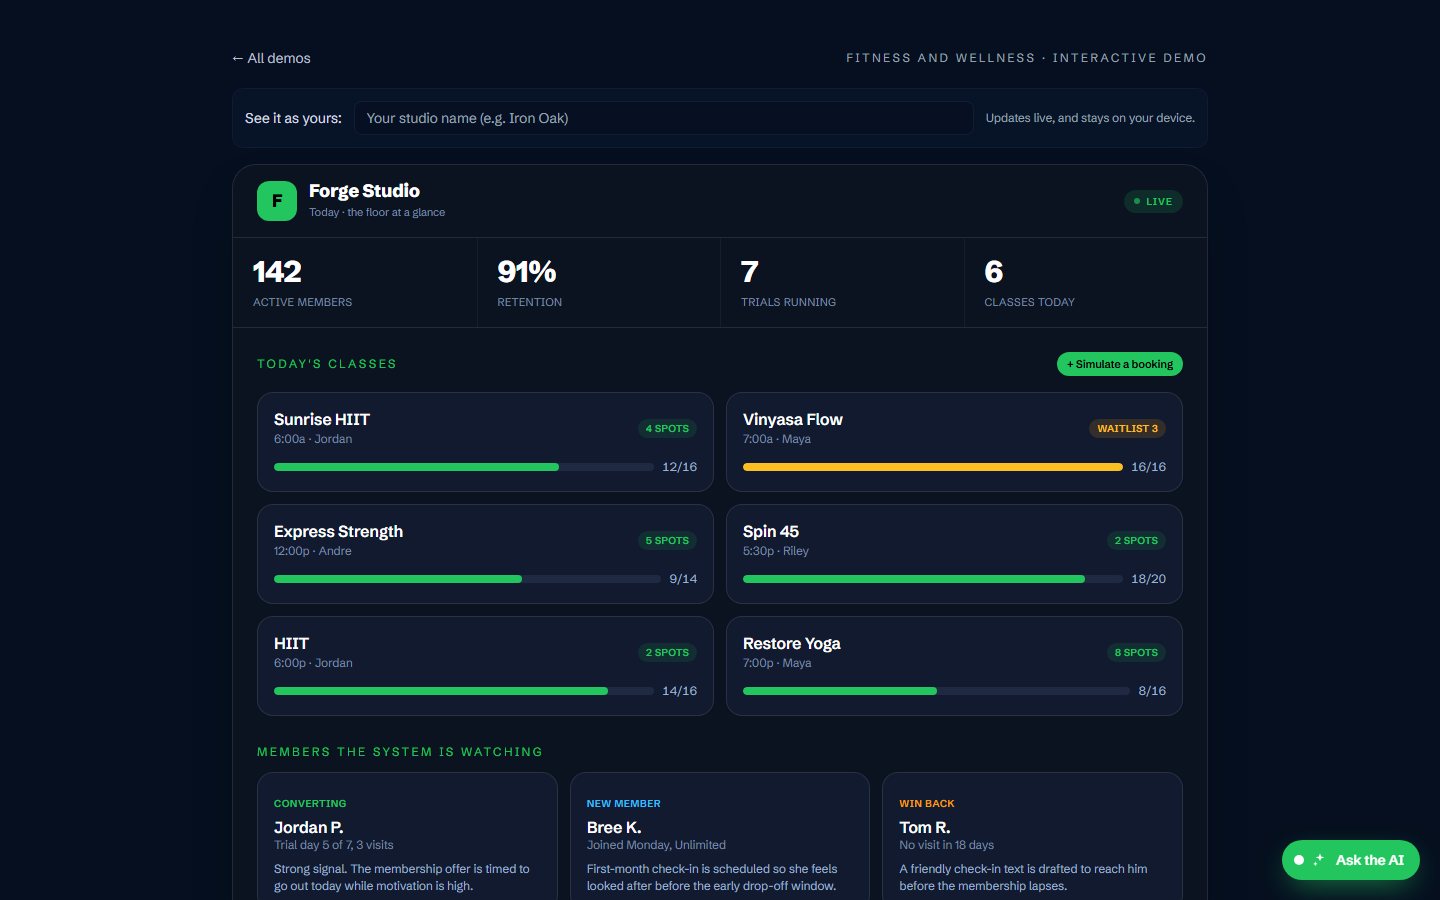 ← All demos
FITNESS AND WELLNESS · INTERACTIVE DEMO
See it as yours:
Your studio name (e.g. Iron Oak)
Updates live, and stays on your device.
F
Forge Studio
Today · the floor at a glance
LIVE
142
ACTIVE MEMBERS
91%
RETENTION
7
TRIALS RUNNING
6
CLASSES TODAY
TODAY'S CLASSES
+ Simulate a booking
Sunrise HIIT
6:00a · Jordan
4 SPOTS
12/16
Vinyasa Flow
7:00a · Maya
WAITLIST 3
16/16
Express Strength
12:00p · Andre
5 SPOTS
9/14
Spin 45
5:30p · Riley
2 SPOTS
18/20
HIIT
6:00p · Jordan
2 SPOTS
14/16
Restore Yoga
7:00p · Maya
8 SPOTS
8/16
MEMBERS THE SYSTEM IS WATCHING
CONVERTING
Jordan P.
Trial day 5 of 7, 3 visits
Strong signal. The membership offer is timed to
go out today while motivation is high.
NEW MEMBER
Bree K.
Joined Monday, Unlimited
First-month check-in is scheduled so she feels
looked after before the early drop-off window.
WIN BACK
Tom R.
No visit in 18 days
A friendly check-in text is drafted to reach him
before the membership lapses.
Ask the AI